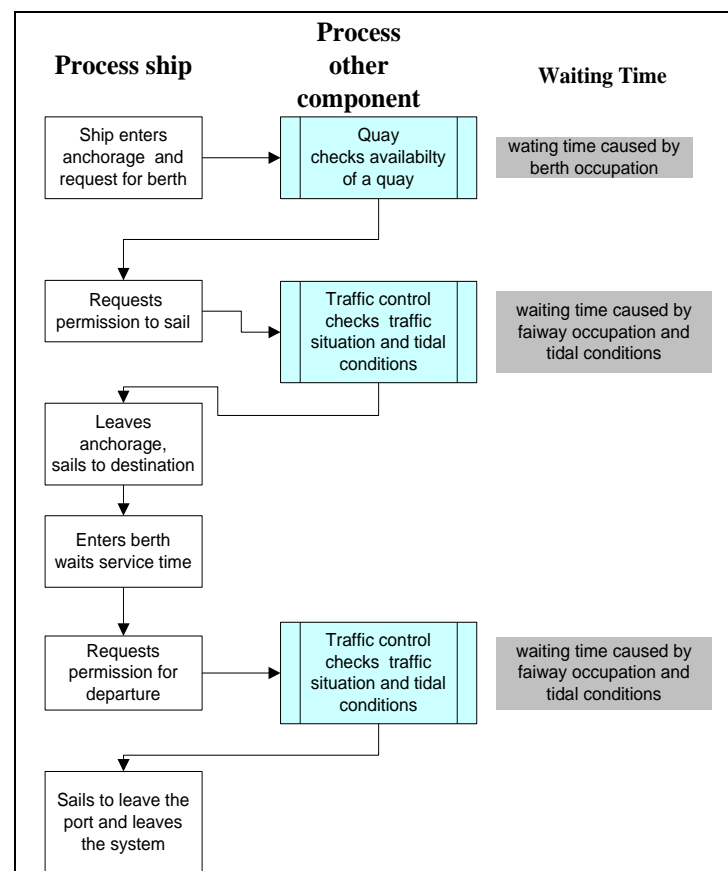 Process ship
Process
other
component
Waiting Time
Ship enters
anchorage and
request for berth
Quay
checks availabilty
of a quay
wating time caused by
berth occupation
Requests
permission to sail
Traffic control
checks traffic
situation and tidal
conditions
waiting time caused by
faiway occupation and
tidal conditions
Leaves
anchorage,
sails to destination
Enters berth
waits service time
Requests
permission for
departure
Traffic control
checks traffic
situation and tidal
conditions
waiting time caused by
faiway occupation and
tidal conditions
Sails to leave the
port and leaves
the system